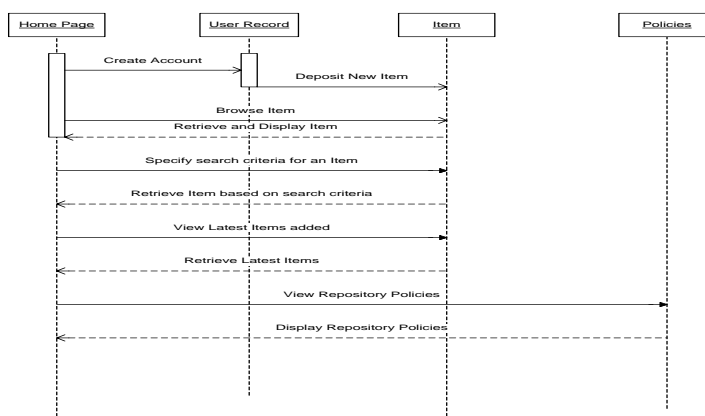 Home Page
User Record
Item
Policies
Create Account
Deposit New Item
Browse Item
Retrieve and Display Item
Specify search criteria for an Item
Retrieve Item based on search criteria
View Latest Items added
Retrieve Latest Items
View Repository Policies
Display Repository Policies